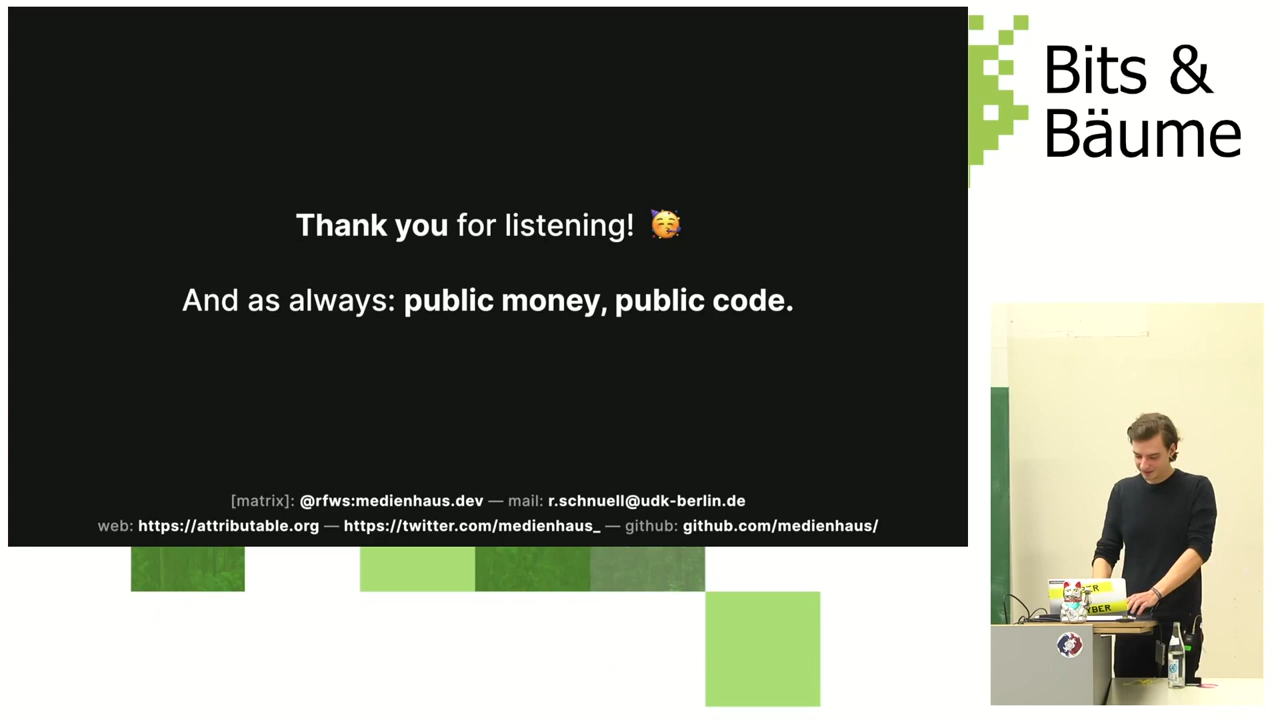 Bits &
Bäume
Thank you for listening! 🥳
And as always: public money, public code.
[matrix]: @rfws:medienhaus.dev — mail: r.schnuell@udk-berlin.de
web: https://attributable.org — https://twitter.com/medienhaus_ — github: github.com/medienhaus/